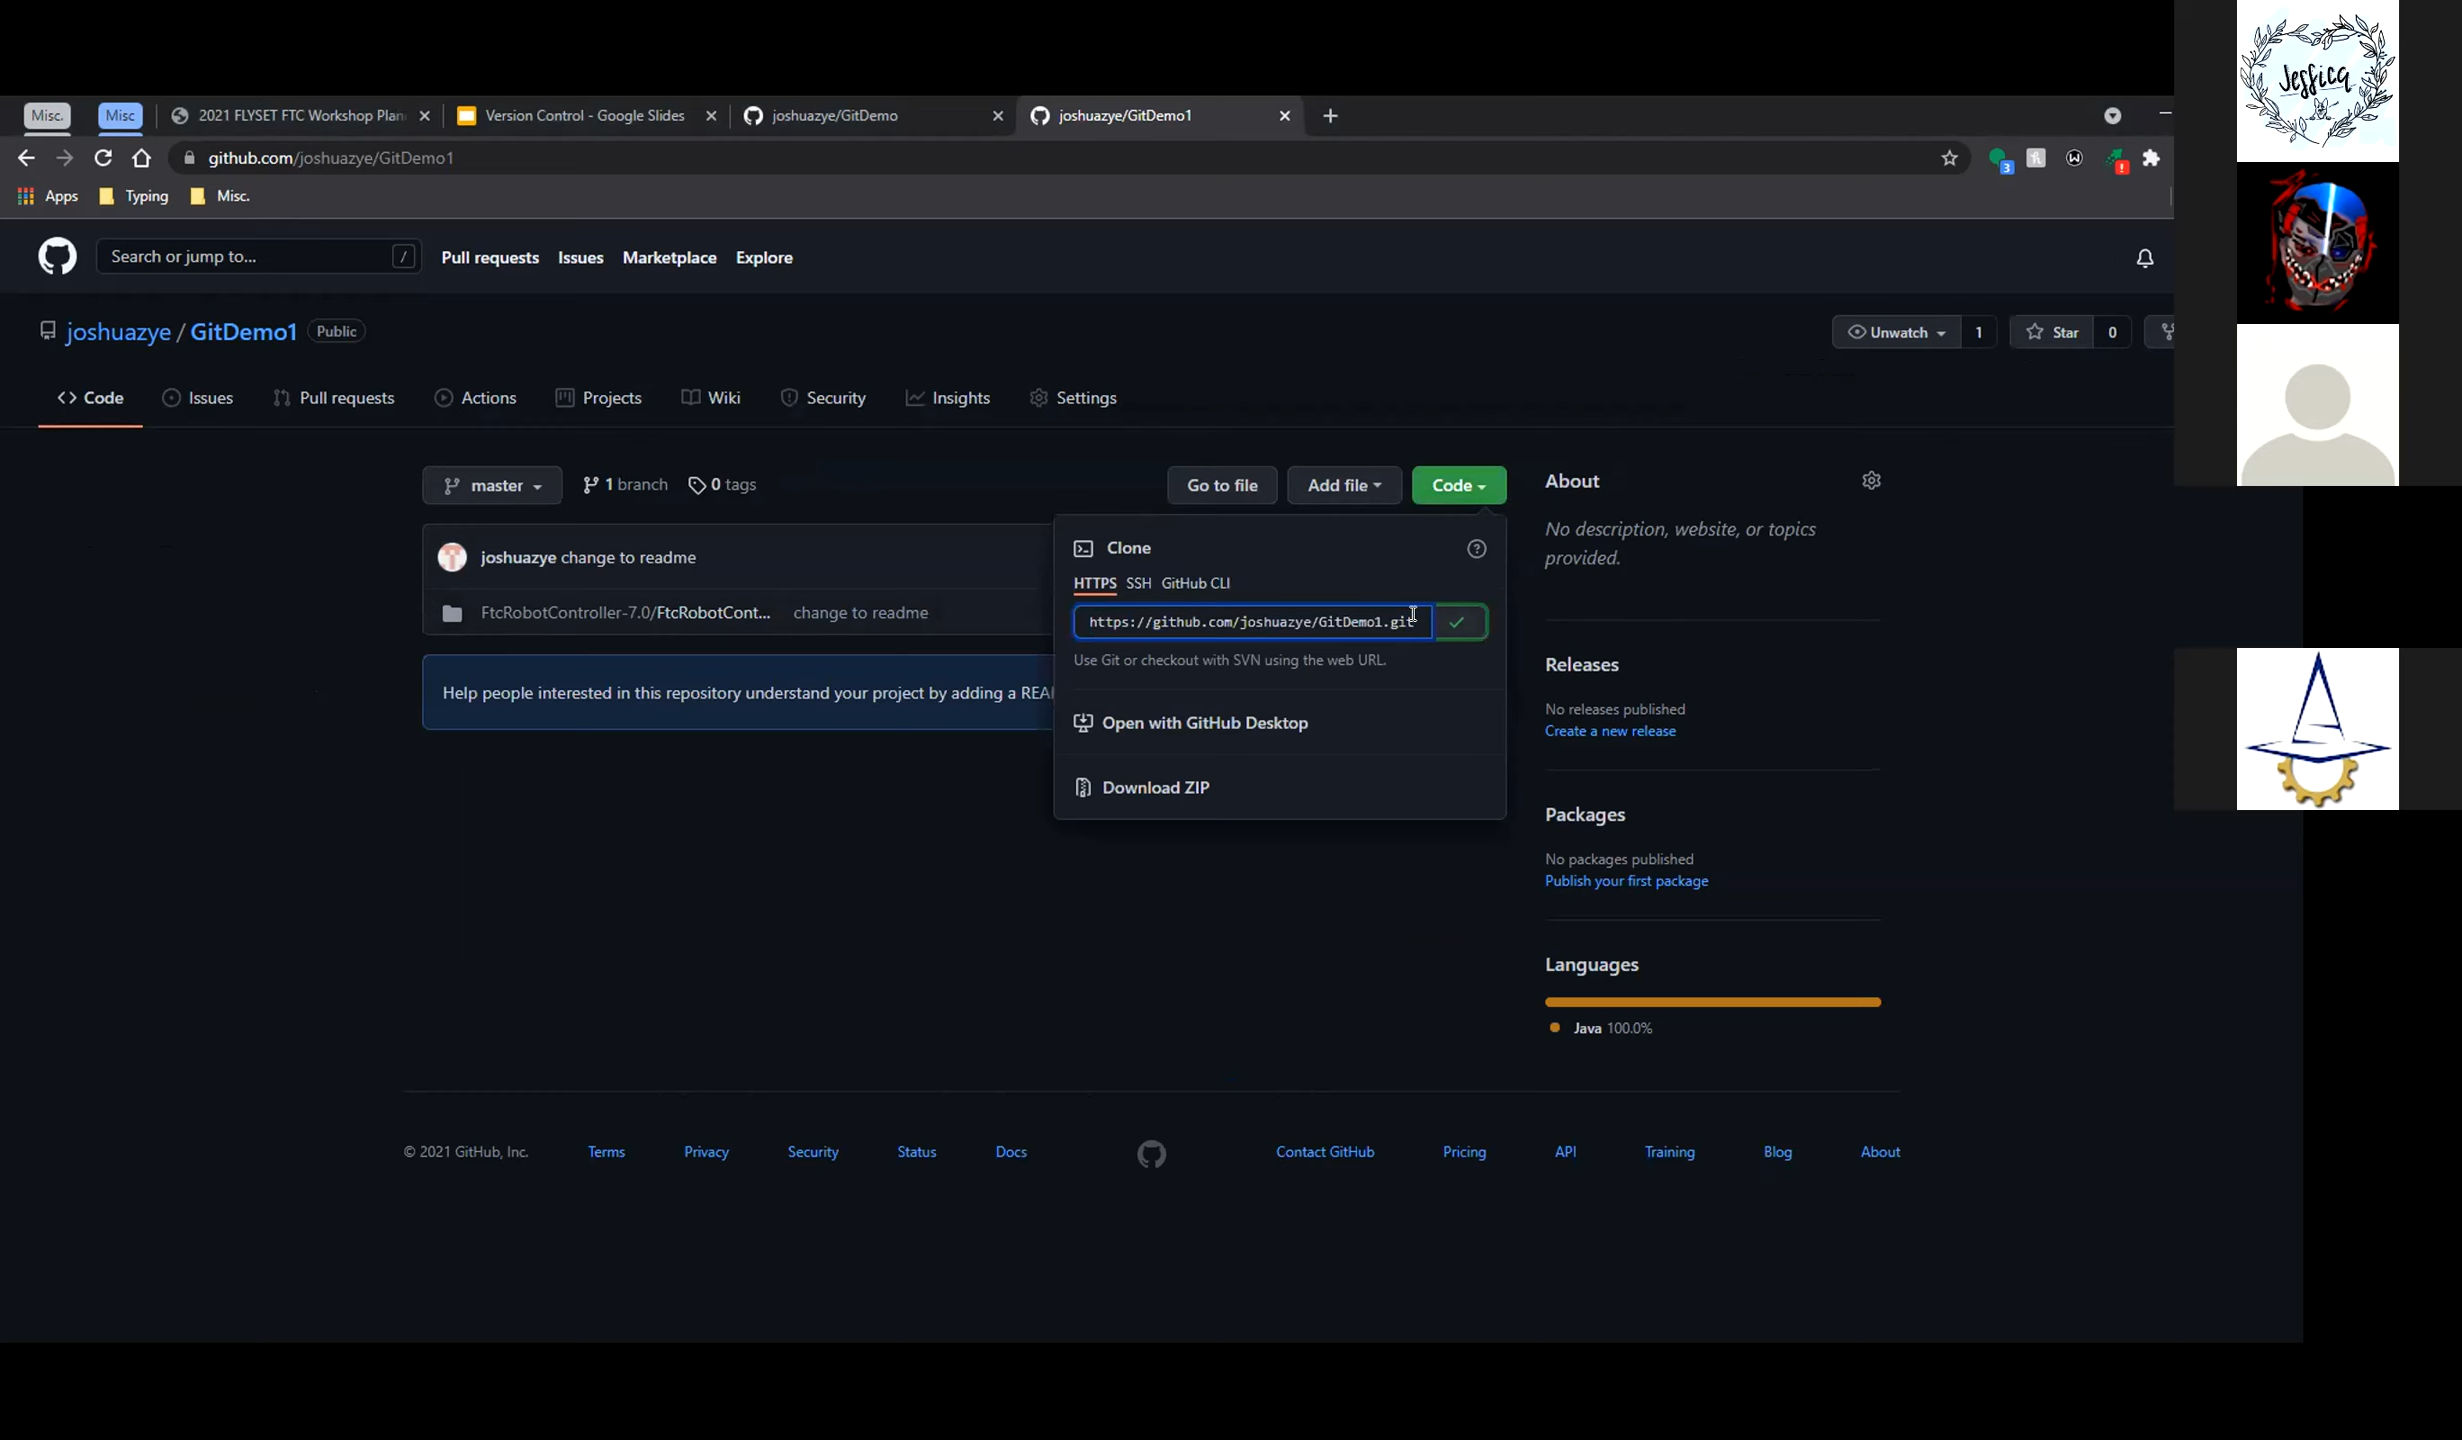 Misc.
Misc
2021 FLYSET FTC Workshop Plan
Version Control - Google Slides
joshuazye/GitDemo
joshuazye/GitDemo1
github.com/joshuazye/GitDemo1
3
Apps
Typing
Misc.
Search or jump to...
/
Pull requests
Issues
Marketplace
Explore
joshuazye / GitDemo1
Public
Unwatch
1
Star
0
Code
Issues
Pull requests
Actions
Projects
Wiki
Security
Insights
Settings
master
1 branch
0 tags
Go to file
Add file
Code
About
No description, website, or topics
provided.
joshuazye change to readme
FtcRobotController-7.0/FtcRobotCont...
change to readme
Help people interested in this repository understand your project by adding a REA
Clone
HTTPS SSH GitHub CLI
https://github.com/joshuazye/GitDemo1.git
Use Git or checkout with SVN using the web URL.
Open with GitHub Desktop
Download ZIP
Releases
No releases published
Create a new release
Packages
No packages published
Publish your first package
Languages
Java 100.0%
© 2021 GitHub, Inc.
Terms
Privacy
Security
Status
Docs
Contact GitHub
Pricing
API
Training
Blog
About
Jessica